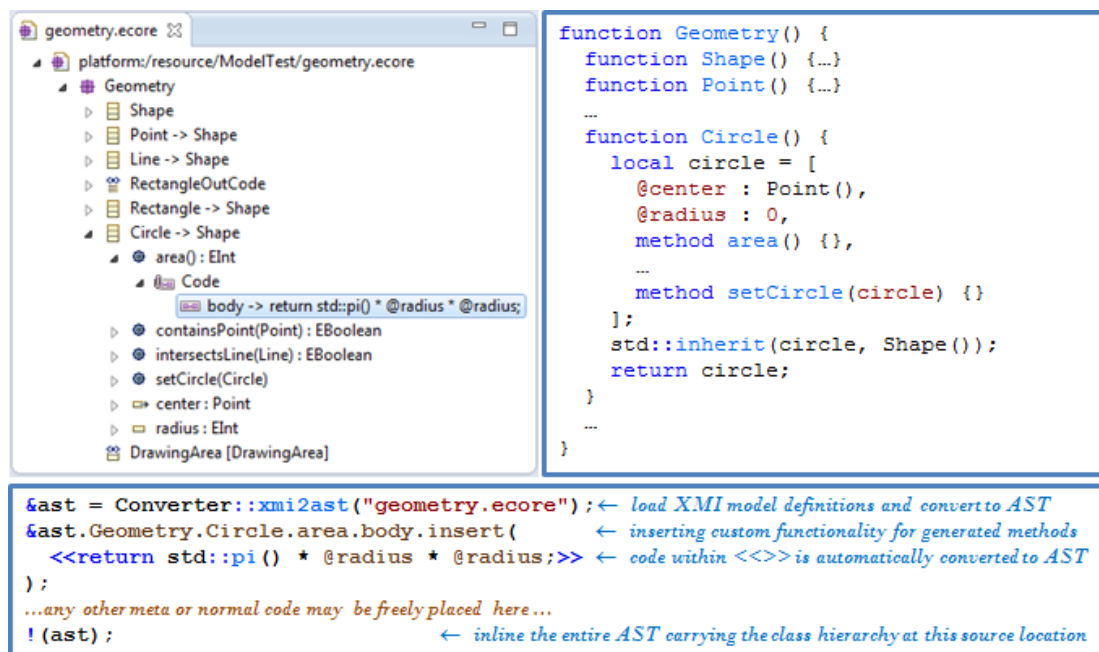 geometry.ecore
platform:/resource/ModelTest/geometry.ecore
Geometry
Shape
Point -> Shape
Line -> Shape
RectangleOutCode
Rectangle -> Shape
Circle -> Shape
area() : EInt
Code
body -> return std::pi() * @radius * @radius;
containsPoint(Point) : EBoolean
intersectsLine(Line) : EBoolean
setCircle(Circle)
center : Point
radius : EInt
DrawingArea [DrawingArea]
function Geometry() {
function Shape() {…}
function Point() {…}
…
function Circle() {
local circle = [
@center : Point(),
@radius : 0,
method area() {},
…
method setCircle(circle) {}
];
std::inherit(circle, Shape());
return circle;
}
…
}
&ast = Converter::xmi2ast("geometry.ecore"); ← load XMI model definitions and convert to AST
&ast.Geometry.Circle.area.body.insert( ← inserting custom functionality for generated methods
<<return std::pi() * @radius * @radius;>> ← code within <<>> is automatically converted to AST
);
…any other meta or normal code may be freely placed here…
!(ast); ← inline the entire AST carrying the class hierarchy at this source location